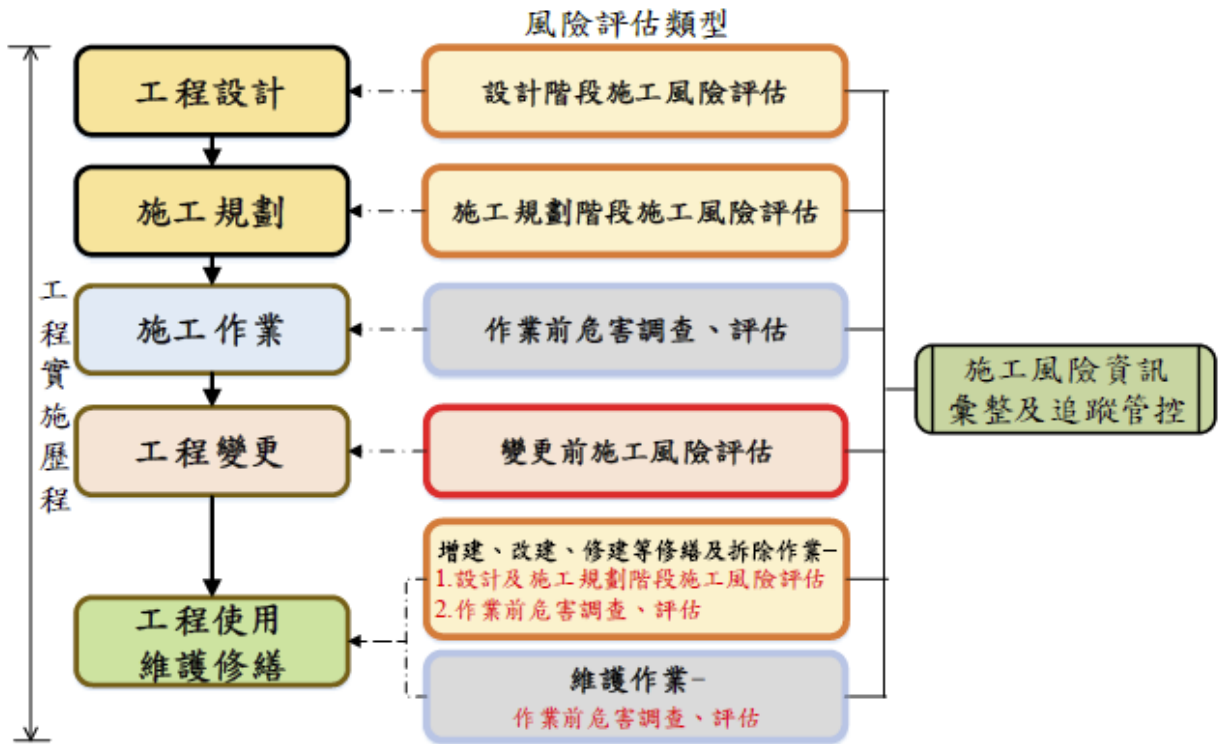 風險評估類型
工程設計
設計階段施工風險評估
施工規劃
施工規劃階段施工風險評估
工程實施歷程
施工作業
作業前危害調查、評估
施工風險資訊
彙整及追蹤管控
工程變更
變更前施工風險評估
增建、改建、修建等修繕及拆除作業-
1.設計及施工規劃階段施工風險評估
2.作業前危害調查、評估
工程使用
維護修繕
維護作業-
作業前危害調查、評估